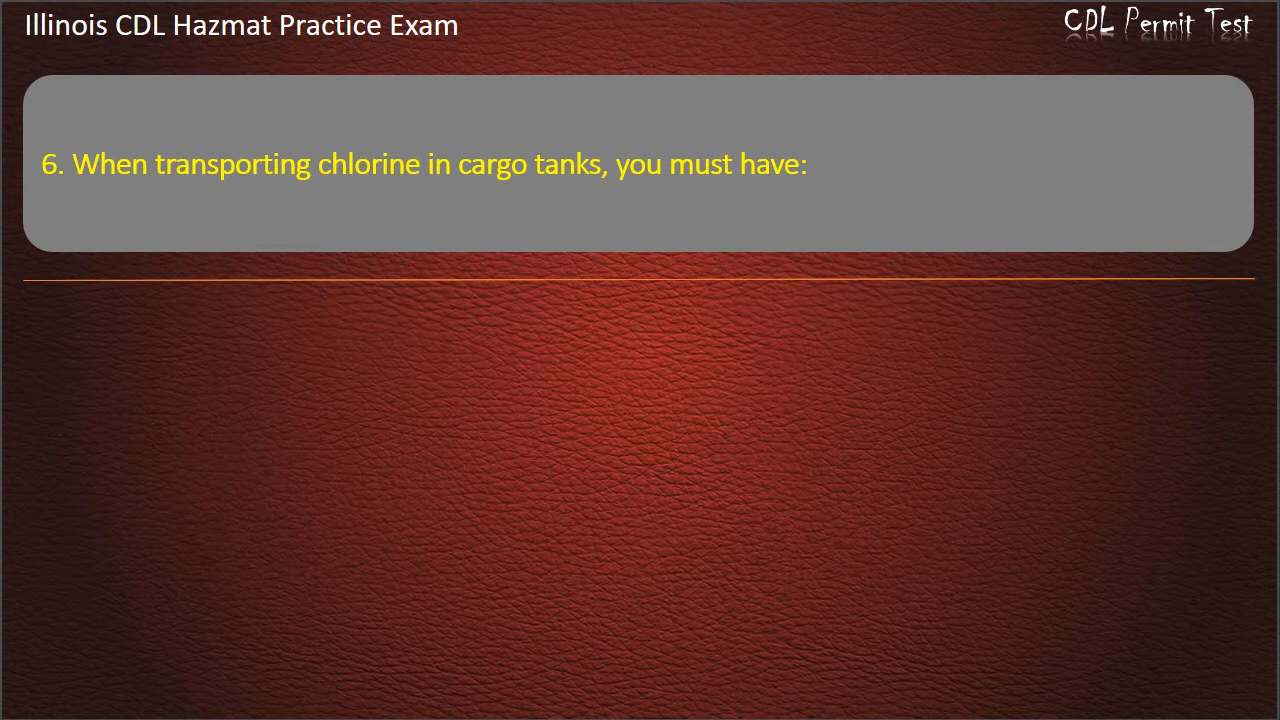 Illinois CDL Hazmat Practice Exam
CDL Permit Test
6. When transporting chlorine in cargo tanks, you must have: